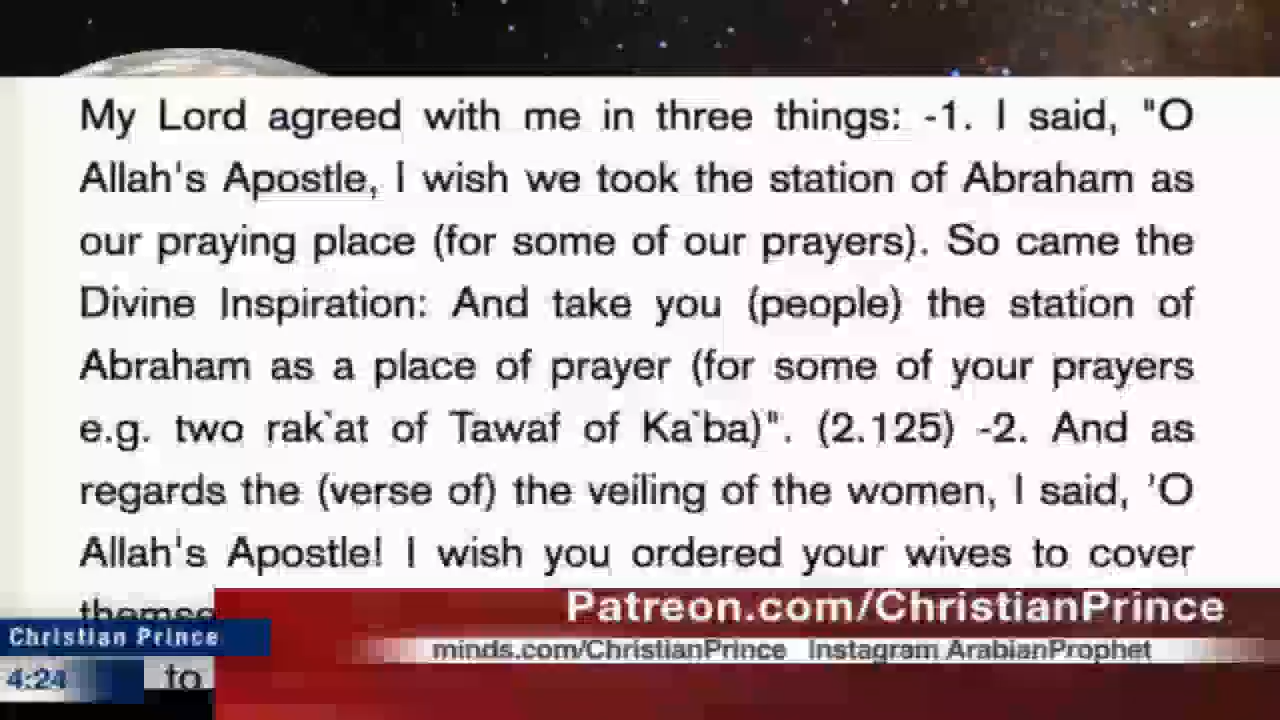 My Lord agreed with me in three things: -1. I said, "O
Allah's Apostle, I wish we took the station of Abraham as
our praying place (for some of our prayers). So came the
Divine Inspiration: And take you (people) the station of
Abraham as a place of prayer (for some of your prayers
e.g. two rak`at of Tawaf of Ka`ba)". (2.125) -2. And as
regards the (verse of) the veiling of the women, I said, 'O
Allah's Apostle! I wish you ordered your wives to cover
Patreon.com/ChristianPrince
Christian Prince
minds.com/ChristianPrince Instagram ArabianProphet
4:24
to